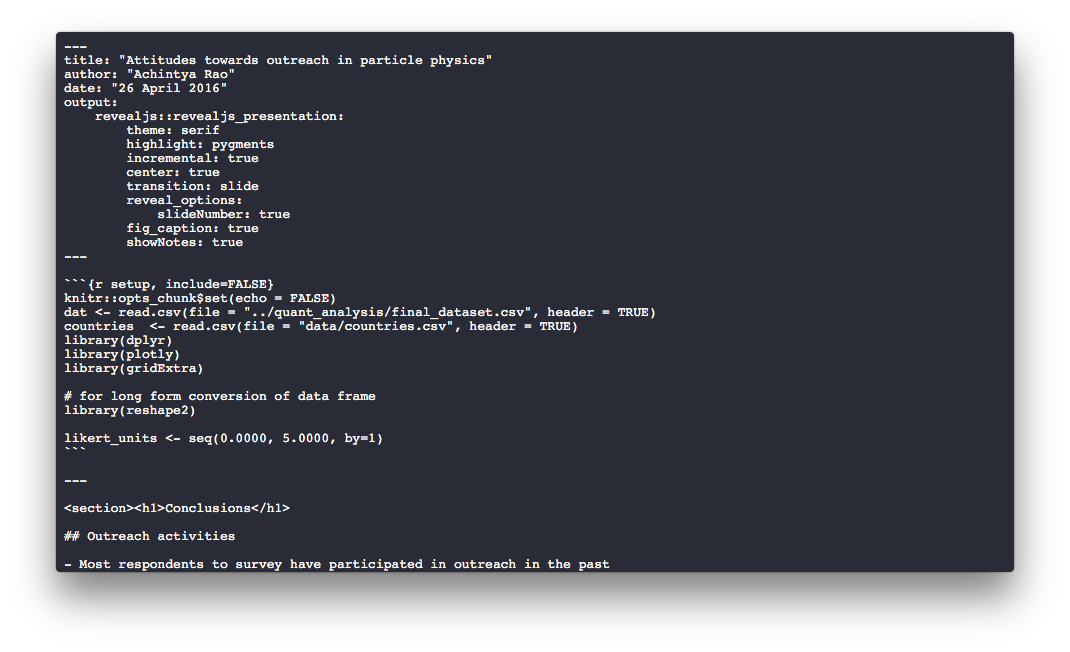 ---
title: "Attitudes towards outreach in particle physics"
author: "Achintya Rao"
date: "26 April 2016"
output:
    revealjs::revealjs_presentation:
        theme: serif
        highlight: pygments
        incremental: true
        center: true
        transition: slide
        reveal_options:
            slideNumber: true
        fig_caption: true
        showNotes: true
---

```{r setup, include=FALSE}
knitr::opts_chunk$set(echo = FALSE)
dat <- read.csv(file = "../quant_analysis/final_dataset.csv", header = TRUE)
countries  <- read.csv(file = "data/countries.csv", header = TRUE)
library(dplyr)
library(plotly)
library(gridExtra)

# for long form conversion of data frame
library(reshape2)

likert_units <- seq(0.0000, 5.0000, by=1)
```

---

<section><h1>Conclusions</h1>

## Outreach activities

- Most respondents to survey have participated in outreach in the past